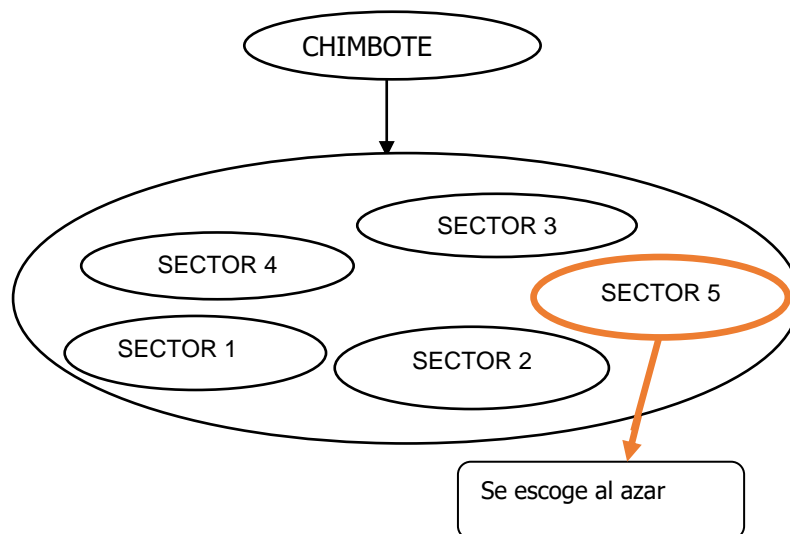 CHIMBOTE
SECTOR 3
SECTOR 4
SECTOR 5
SECTOR 1
SECTOR 2
Se escoge al azar